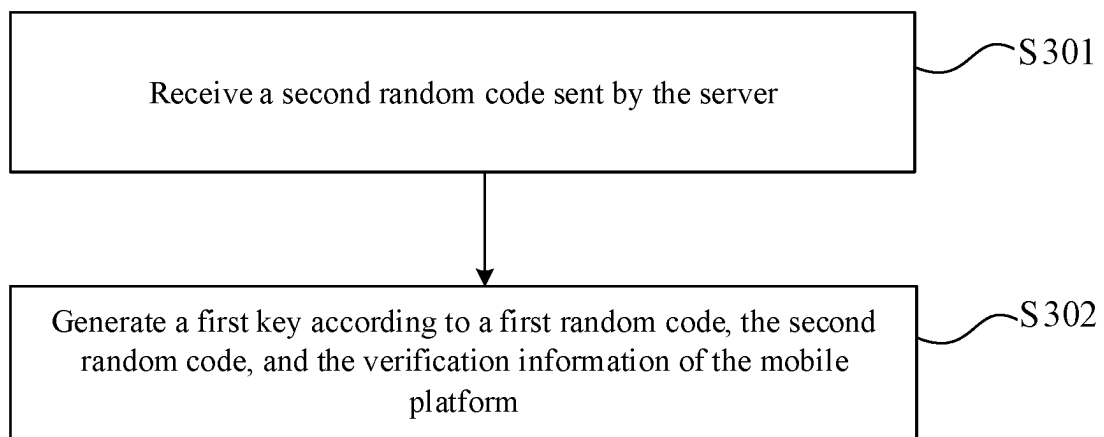 Receive a second random code sent by the server
S301
Generate a first key according to a first random code, the second
random code, and the verification information of the mobile
platform
S302